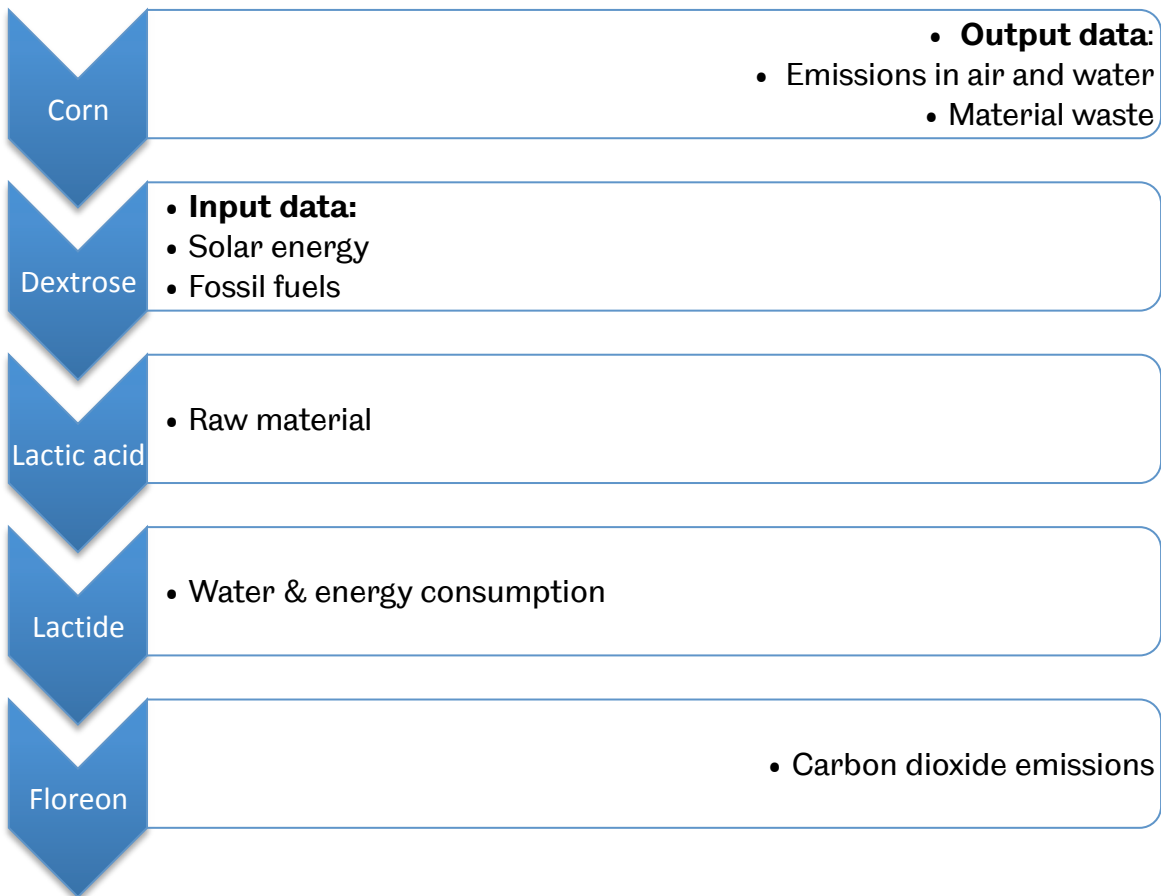 Corn
• Output data:
• Emissions in air and water
• Material waste
Dextrose
• Input data:
• Solar energy
• Fossil fuels
Lactic acid
• Raw material
Lactide
• Water & energy consumption
Floreon
• Carbon dioxide emissions